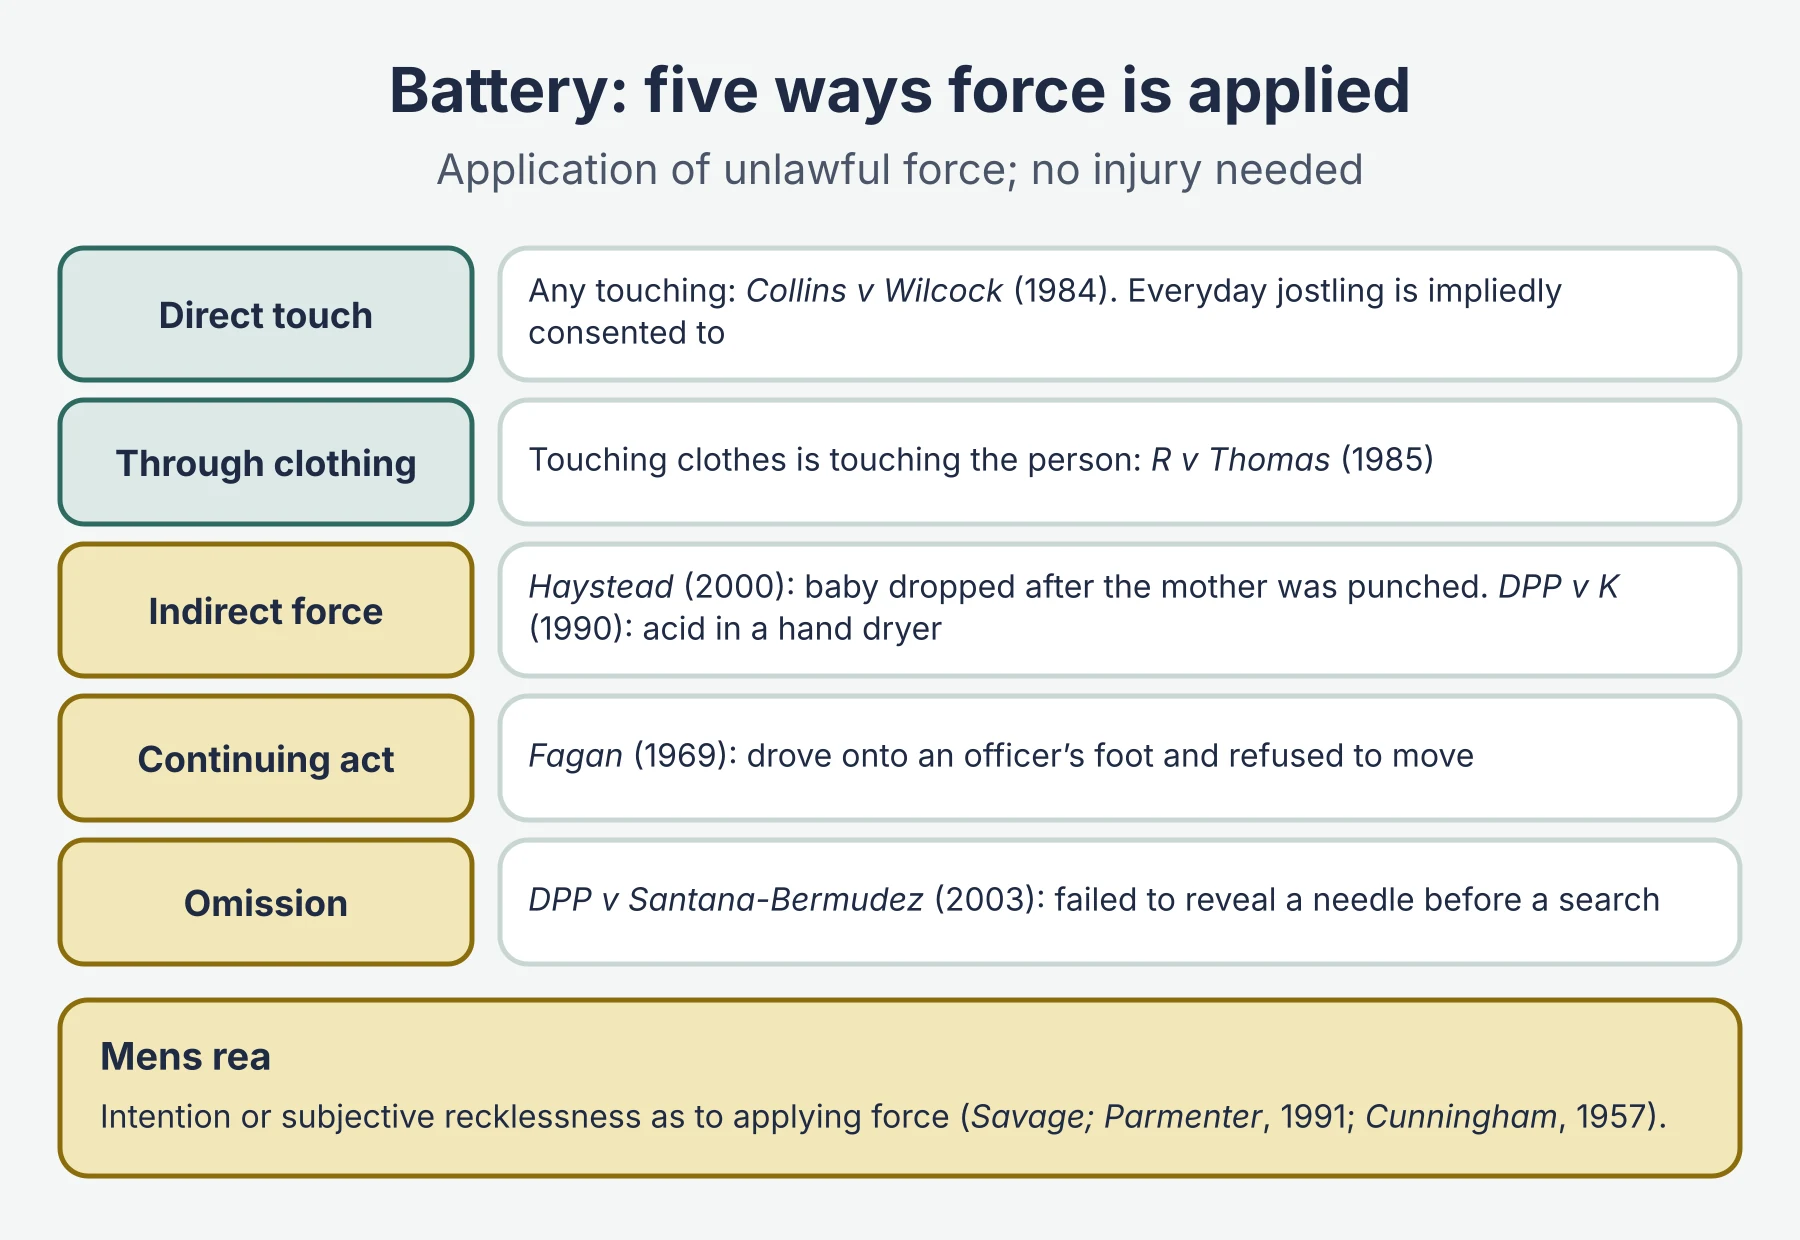 Battery: five ways force is applied
Application of unlawful force; no injury needed
Direct touch
Any touching: Collins v Wilcock (1984). Everyday jostling is impliedly
consented to
Through clothing
Touching clothes is touching the person: R v Thomas (1985)
Indirect force
Haystead (2000): baby dropped after the mother was punched. DPP v K
(1990): acid in a hand dryer
Continuing act
Fagan (1969): drove onto an officer’s foot and refused to move
Omission
DPP v Santana-Bermudez (2003): failed to reveal a needle before a search
Mens rea
Intention or subjective recklessness as to applying force (Savage; Parmenter, 1991; Cunningham, 1957).